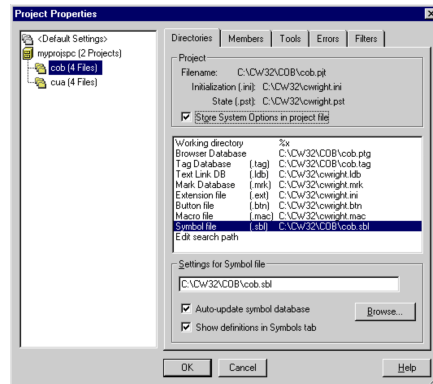 Project Properties
<Default Settings>
myprojspc (2 Projects)
cob (4 Files)
cua (4 Files)
Directories Members Tools Errors Filters
Project
Filename: C:\CW32\COB\cob.pjt
Initialization (.ini): C:\CW32\cwright.ini
State (.pst): C:\CW32\cwright.pst
Store System Options in project file
Working directory %x
Browser Database C:\CW32\COB\cob.ptg
Tag Database (.tag) C:\CW32\COB\cob.tag
Text Link DB (.ldb) C:\CW32\cwright.ldb
Mark Database (.mrk) C:\CW32\cwright.mrk
Extension file (.ext) C:\CW32\cwright.ini
Button file (.btn) C:\CW32\cwright.btn
Macro file (.mac) C:\CW32\cwright.mac
Symbol file (.sbl) C:\CW32\COB\cob.sbl
Edit search path
Settings for Symbol file
C:\CW32\COB\cob.sbl
Auto-update symbol database
Browse...
Show definitions in Symbols tab
OK Cancel Help